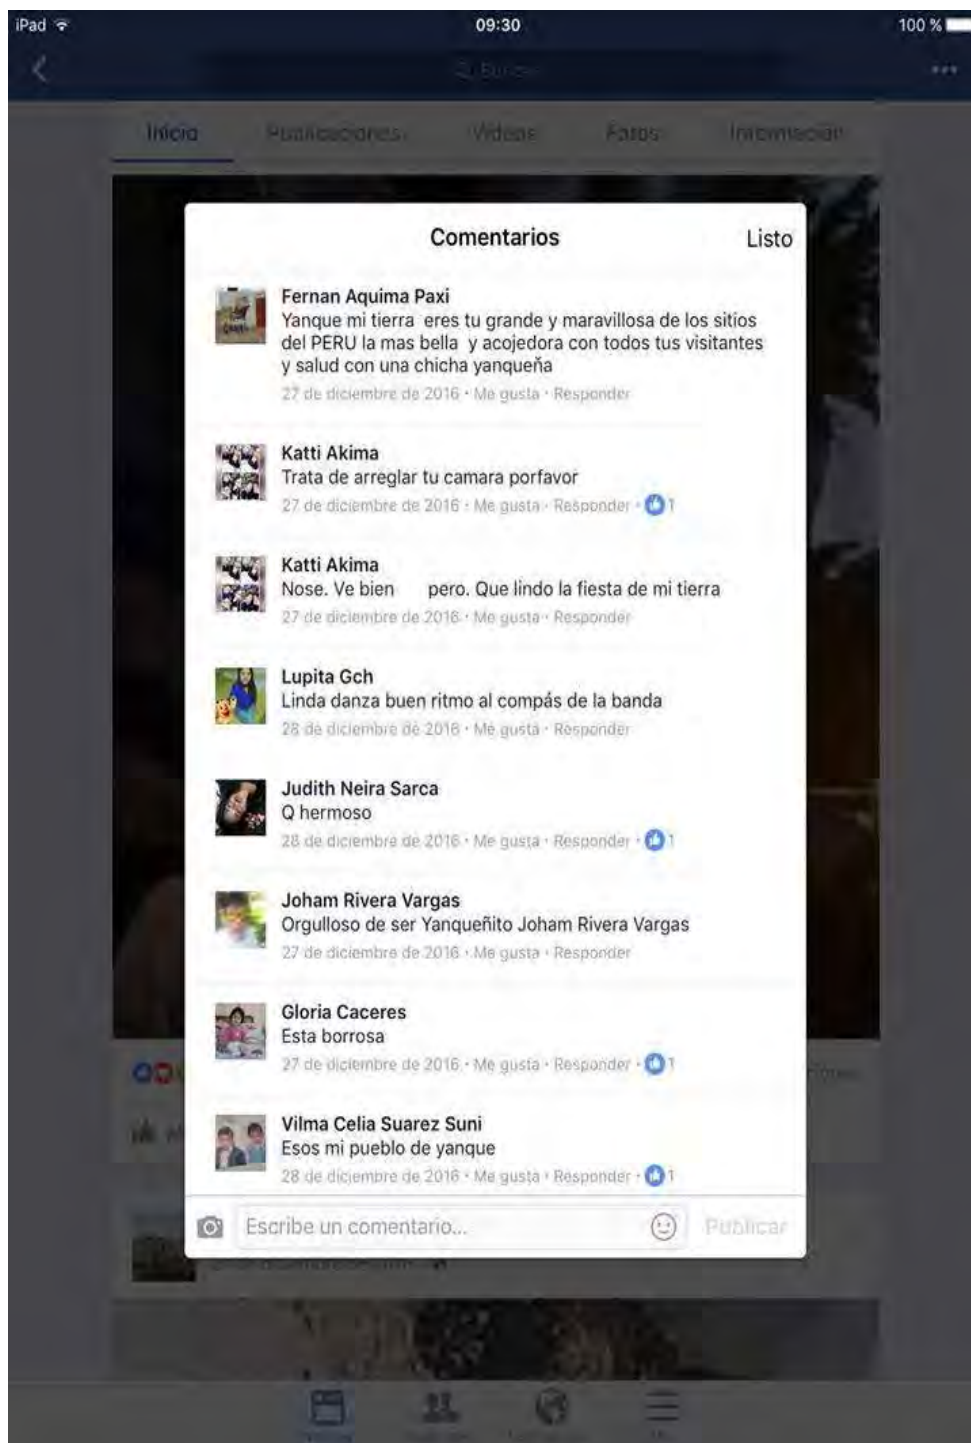 iPad 09:30 100 %
Buscar
Inicio Publicaciones Videos Fotos Información
Comentarios Listo
Fernan Aquima Paxi
Yanque mi tierra eres tu grande y maravillosa de los sitios
del PERU la mas bella y acojedora con todos tus visitantes
y salud con una chicha yanqueña
27 de diciembre de 2016 · Me gusta · Responder
Katti Akima
Trata de arreglar tu camara porfavor
27 de diciembre de 2016 · Me gusta · Responder · 1
Katti Akima
Nose. Ve bien pero. Que lindo la fiesta de mi tierra
27 de diciembre de 2016 · Me gusta · Responder
Lupita Gch
Linda danza buen ritmo al compás de la banda
28 de diciembre de 2016 · Me gusta · Responder
Judith Neira Sarca
Q hermoso
28 de diciembre de 2016 · Me gusta · Responder · 1
Joham Rivera Vargas
Orgulloso de ser Yanqueñito Joham Rivera Vargas
27 de diciembre de 2016 · Me gusta · Responder
Gloria Caceres
Esta borrosa
27 de diciembre de 2016 · Me gusta · Responder · 1
Vilma Celia Suarez Suni
Esos mi pueblo de yanque
28 de diciembre de 2016 · Me gusta · Responder · 1
Escribe un comentario... Publicar